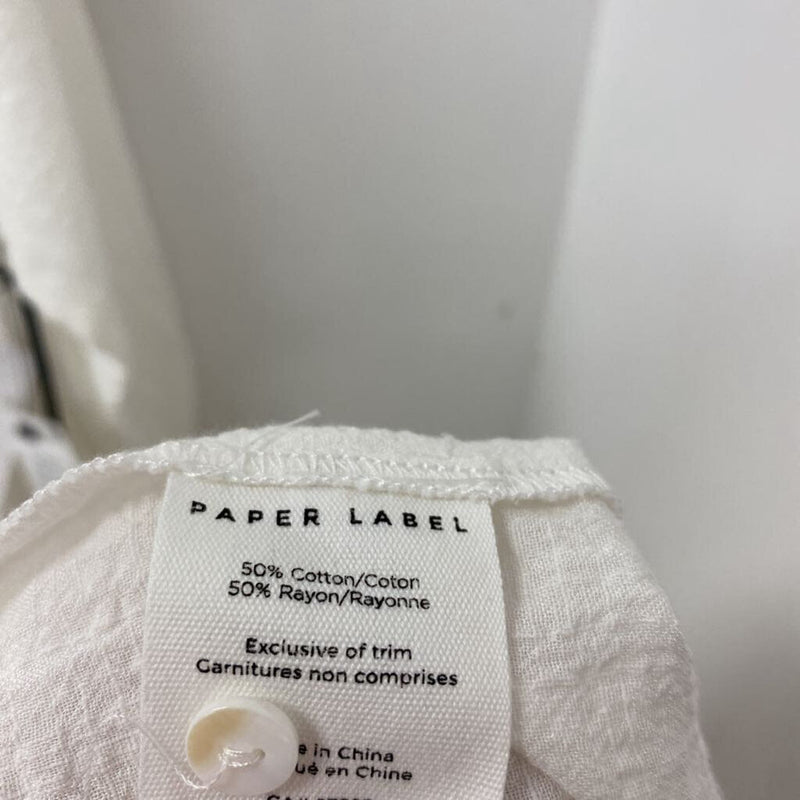 PAPER LABEL
50% Cotton/Coton
50% Rayon/Rayonne
Exclusive of trim
Garnitures non comprises
in China
en Chine